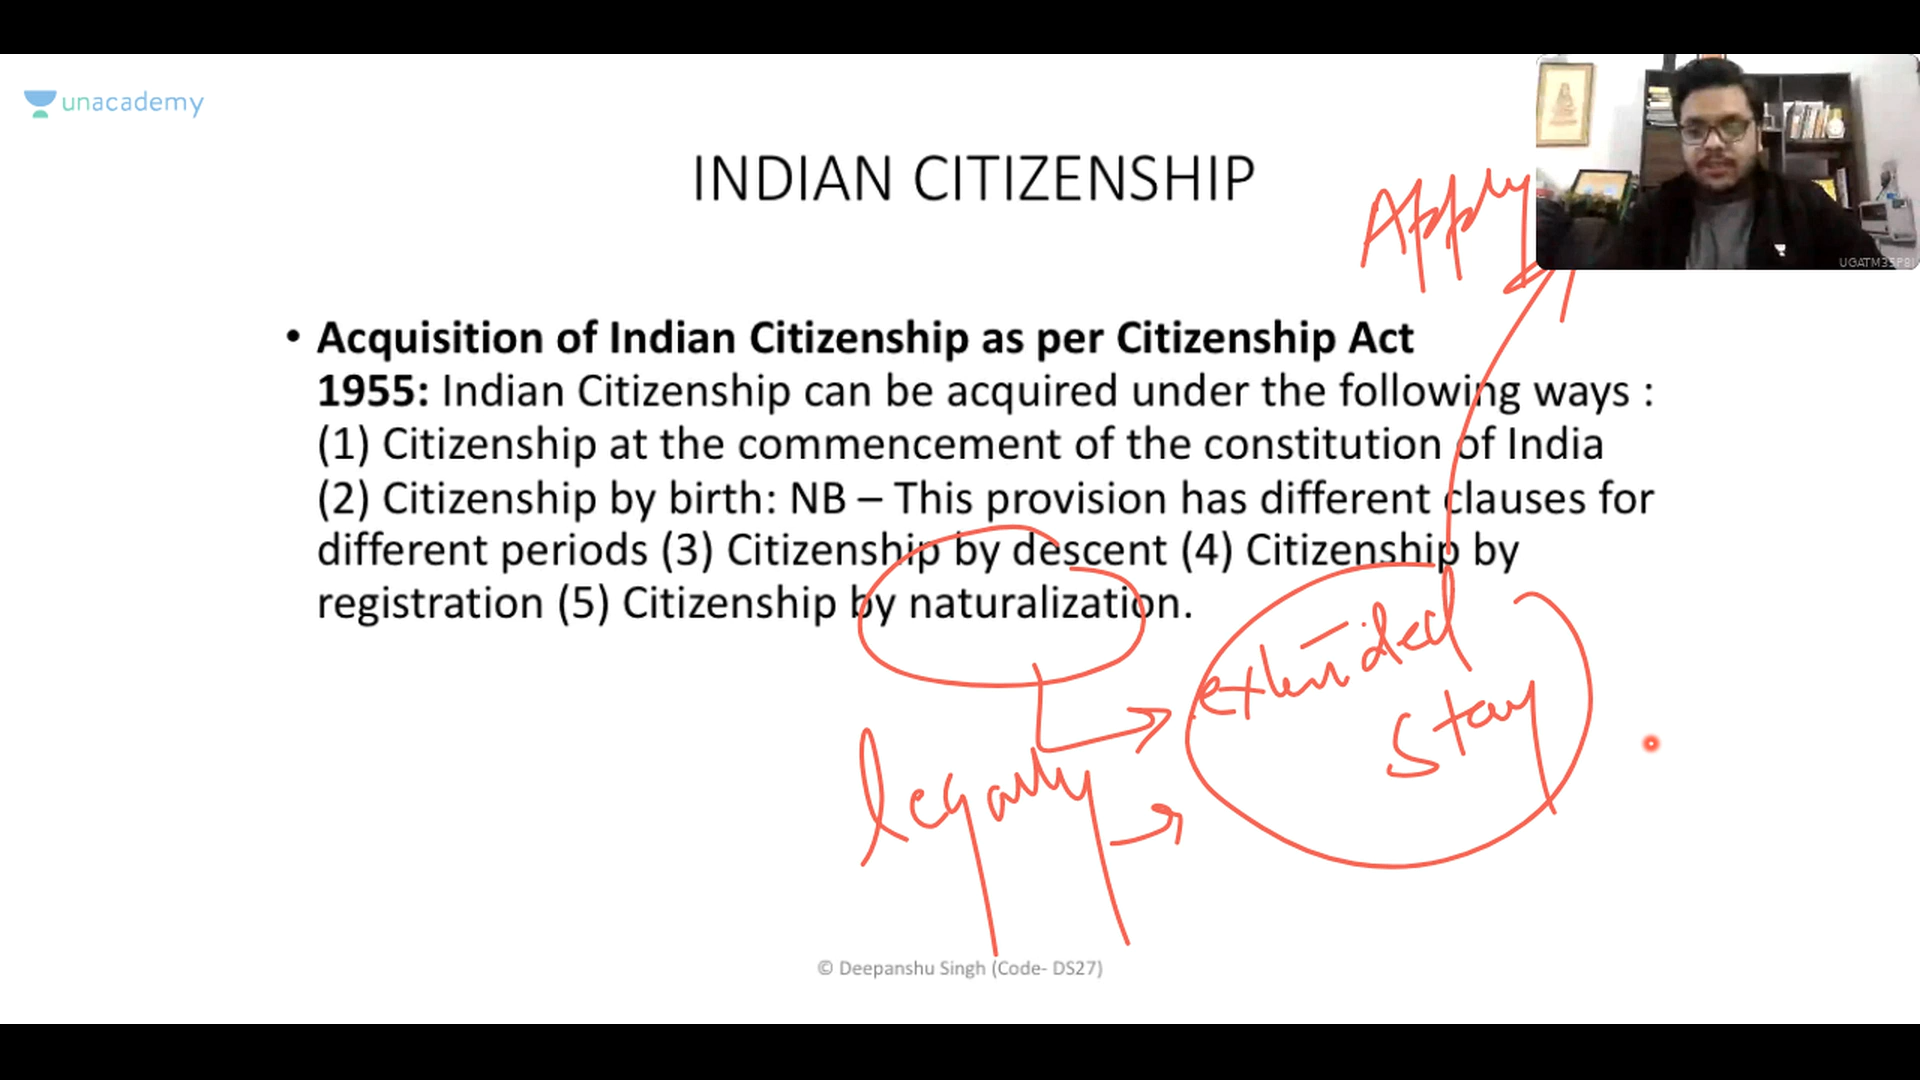 unacademy
INDIAN CITIZENSHIP
Apply
UGATM35P8I
• Acquisition of Indian Citizenship as per Citizenship Act
1955: Indian Citizenship can be acquired under the following ways :
(1) Citizenship at the commencement of the constitution of India
(2) Citizenship by birth: NB – This provision has different clauses for
different periods (3) Citizenship by descent (4) Citizenship by
registration (5) Citizenship by naturalization.
extended
stay
legally
© Deepanshu Singh (Code- DS27)